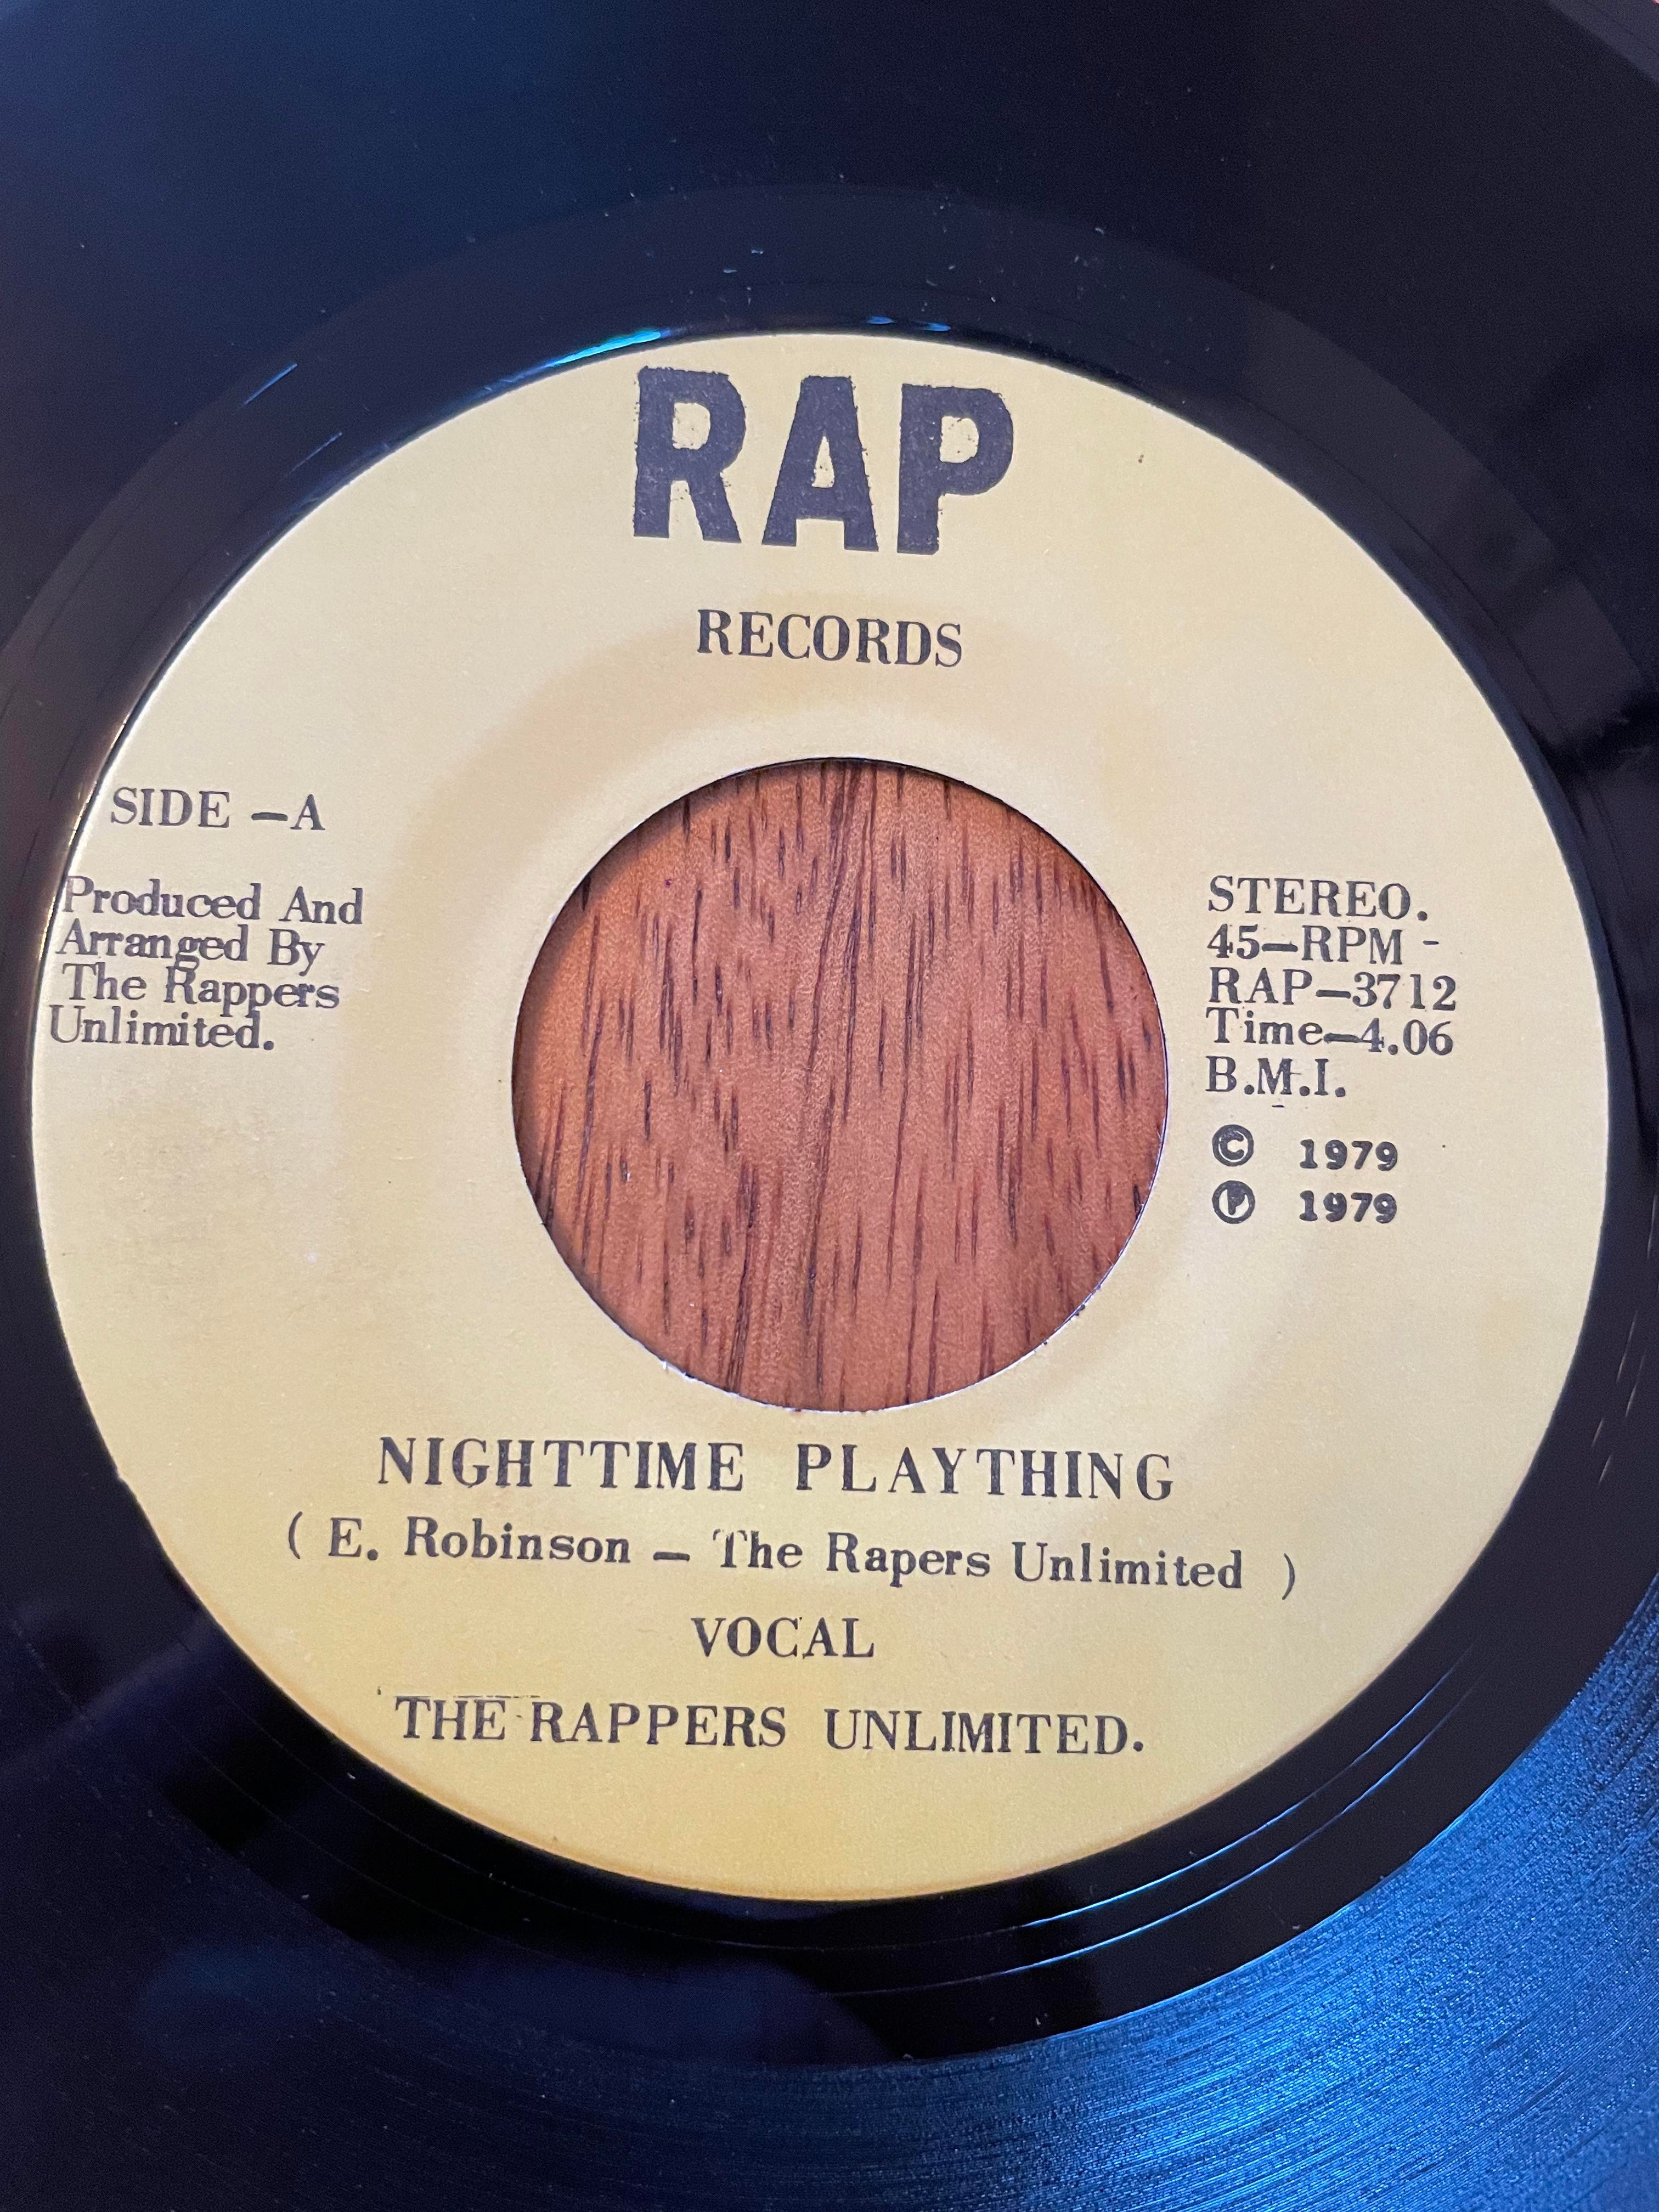 RAP
RECORDS
SIDE –A
Produced And
Arranged By
The Rappers
Unlimited.
STEREO.
45–RPM -
RAP–3712
Time–4.06
B.M.I.
© 1979
℗ 1979
NIGHTTIME PLAYTHING
( E. Robinson – The Rapers Unlimited )
VOCAL
THE RAPPERS UNLIMITED.